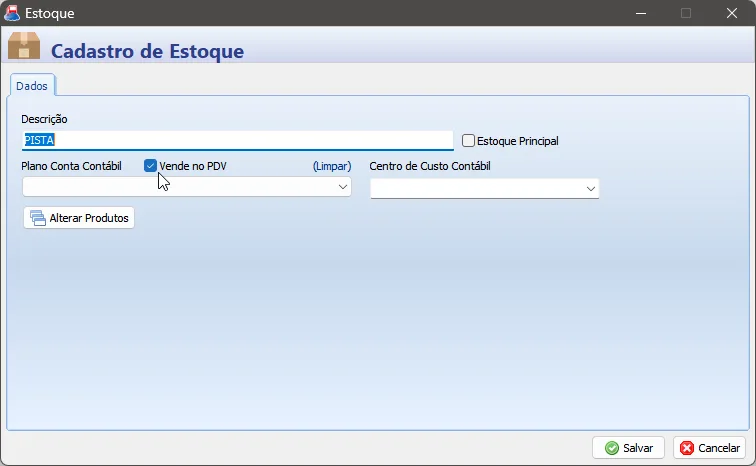 Estoque
Cadastro de Estoque
Dados
Descrição
PISTA
Estoque Principal
Plano Conta Contábil
Vende no PDV
(Limpar)
Centro de Custo Contábil
Alterar Produtos
Salvar
Cancelar